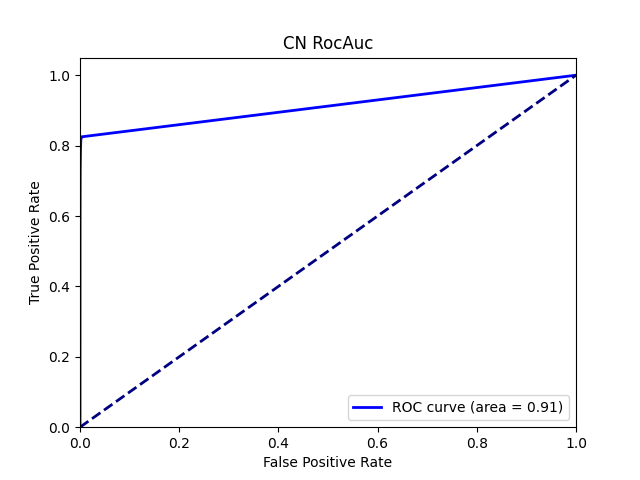 CN RocAuc
True Positive Rate
1.0
0.8
0.6
0.4
0.2
0.0
ROC curve (area = 0.91)
0.0 0.2 0.4 0.6 0.8 1.0
False Positive Rate